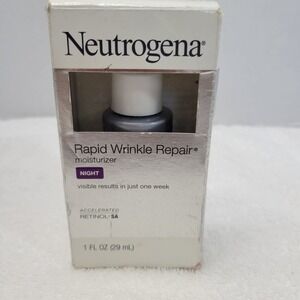 Neutrogena®
Rapid Wrinkle Repair®
moisturizer
NIGHT
visible results in just one week
ACCELERATED
RETINOL·SA
1 FL OZ (29 mL)